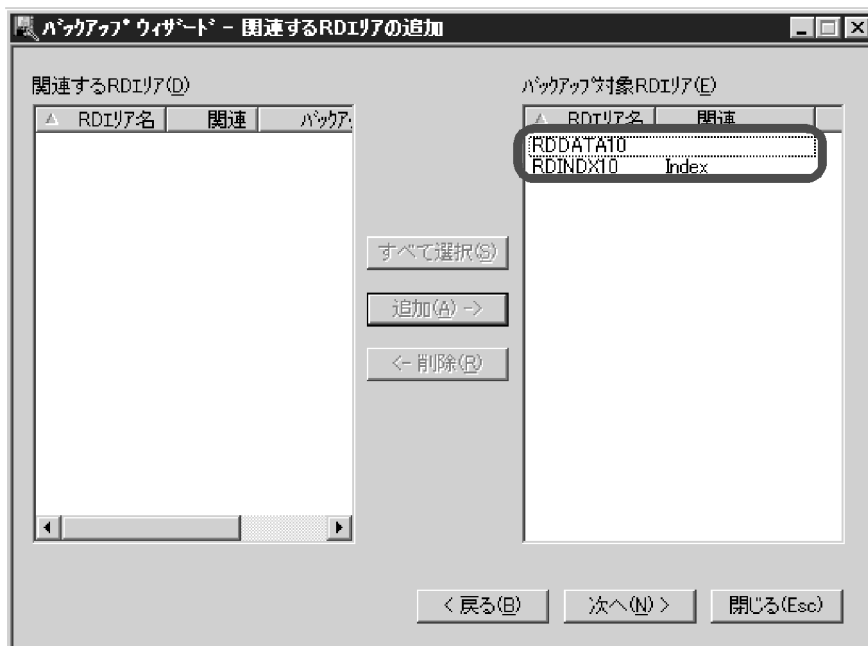 バックアップ ウィザード - 関連するRDエリアの追加
関連するRDエリア(D)
RDエリア名 関連 バックア
バックアップ対象RDエリア(E)
RDエリア名 関連
RDDATA10
RDINDX10 Index
すべて選択(S)
追加(A) ->
<- 削除(R)
< 戻る(B)
次へ(N) >
閉じる(Esc)